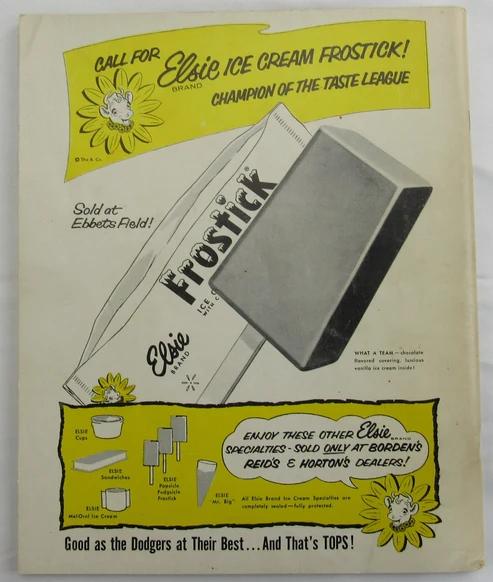 CALL FOR Elsie ICE CREAM FROSTICK!
BRAND
CHAMPION OF THE TASTE LEAGUE
Sold at
Ebbets Field!
Frostick
ICE
WITH
Elsie
BRAND
WHAT A TEAM — chocolate
flavored covering, luscious
vanilla ice cream inside!
ELSIE
Cups
ELSIE
Sandwiches
ELSIE
Mel-Orol Ice Cream
ELSIE
Popsicle
Fudgsicle
Frostick
ELSIE
"Mr. Big"
ENJOY THESE OTHER Elsie BRAND
SPECIALTIES - SOLD ONLY AT BORDEN'S
REID'S & HORTON'S DEALERS!
All Elsie Brand Ice Cream Specialties are
completely sealed — fully protected.
Good as the Dodgers at Their Best...And That's TOPS!